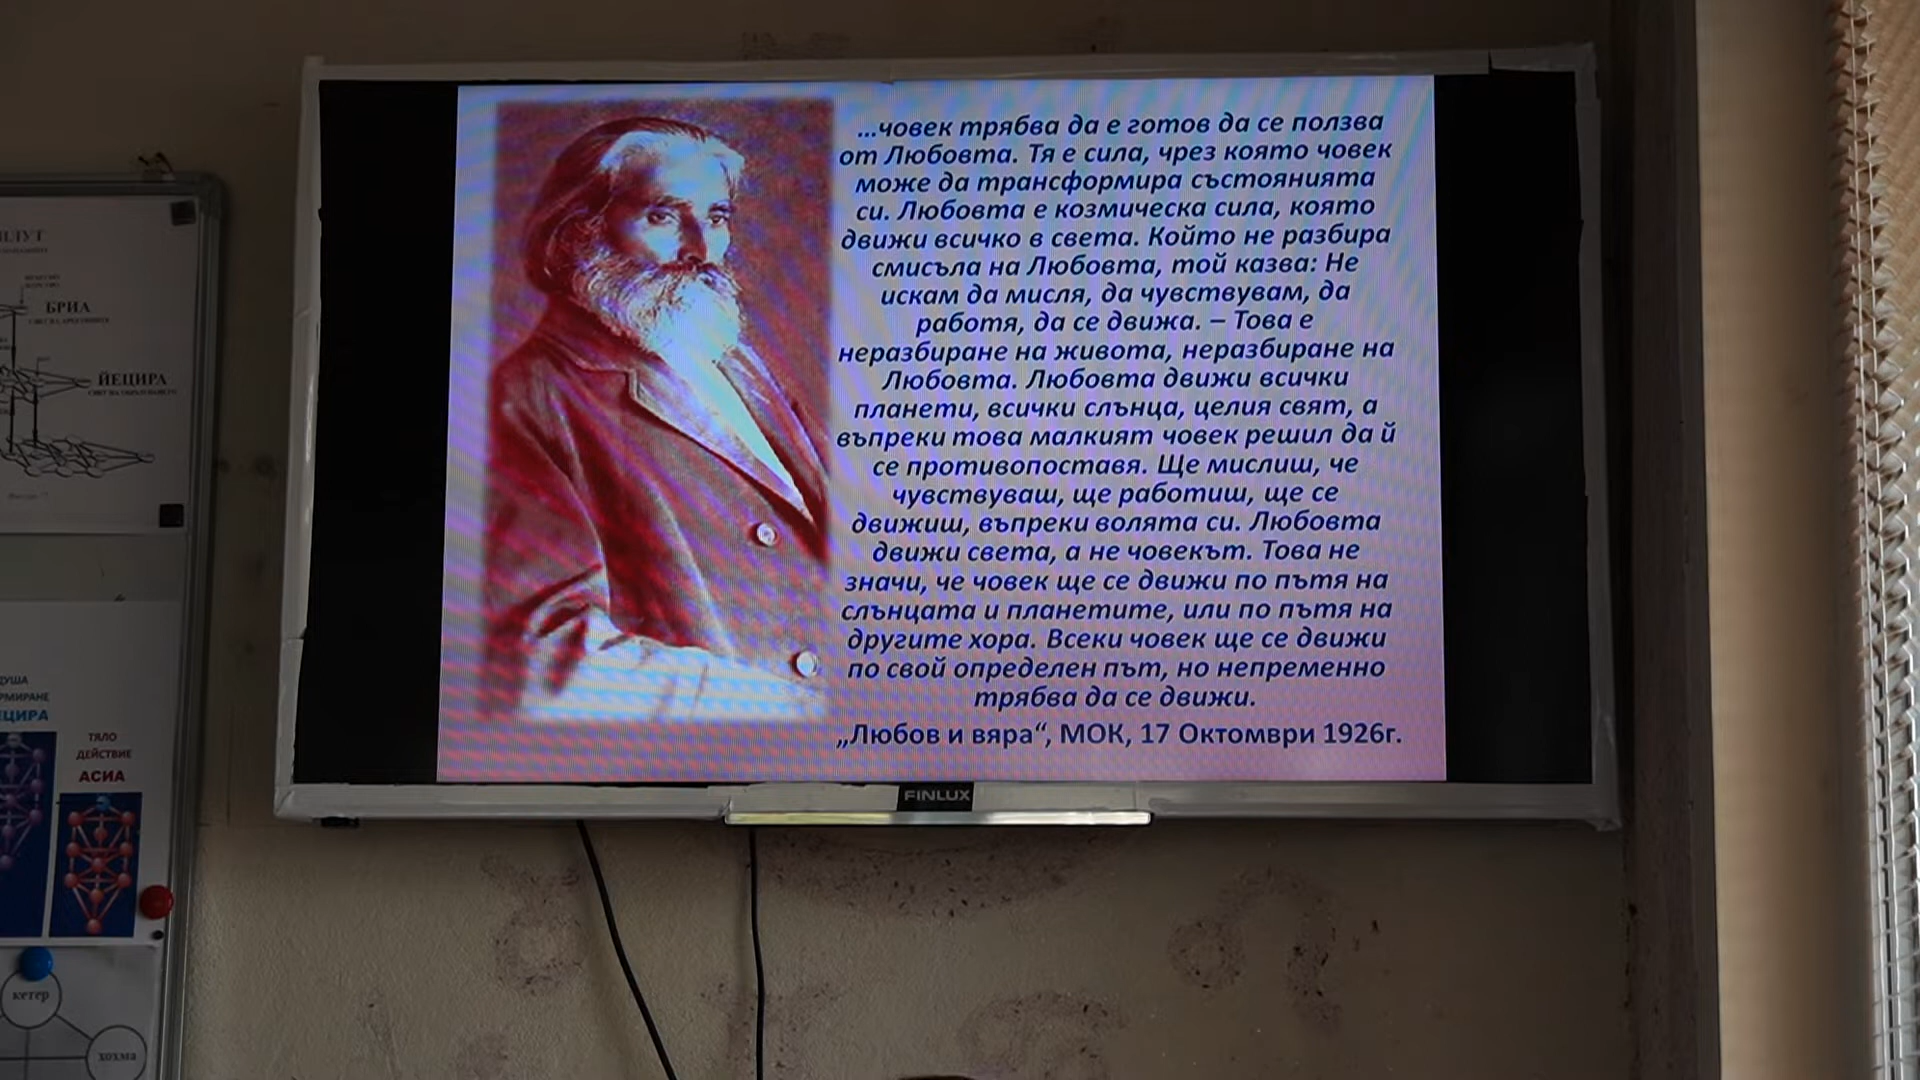 …човек трябва да е готов да се ползва
от Любовта. Тя е сила, чрез която човек
може да трансформира състоянията
си. Любовта е козмическа сила, която
движи всичко в света. Който не разбира
смисъла на Любовта, той казва: Не
искам да мисля, да чувствувам, да
работя, да се движа. – Това е
неразбиране на живота, неразбиране на
Любовта. Любовта движи всички
планети, всички слънца, целия свят, а
въпреки това малкият човек решил да й
се противопоставя. Ще мислиш, че
чувствуваш, ще работиш, ще се
движиш, въпреки волята си. Любовта
движи света, а не човекът. Това не
значи, че човек ще се движи по пътя на
слънцата и планетите, или по пътя на
другите хора. Всеки човек ще се движи
по свой определен път, но непременно
трябва да се движи.
„Любов и вяра“, МОК, 17 Октомври 1926г.
FINLUX
БРИА
ЙЕЦИРА
ДУША
ТЯЛО
ДЕЙСТВИЕ
АСИА
кетер
хохма